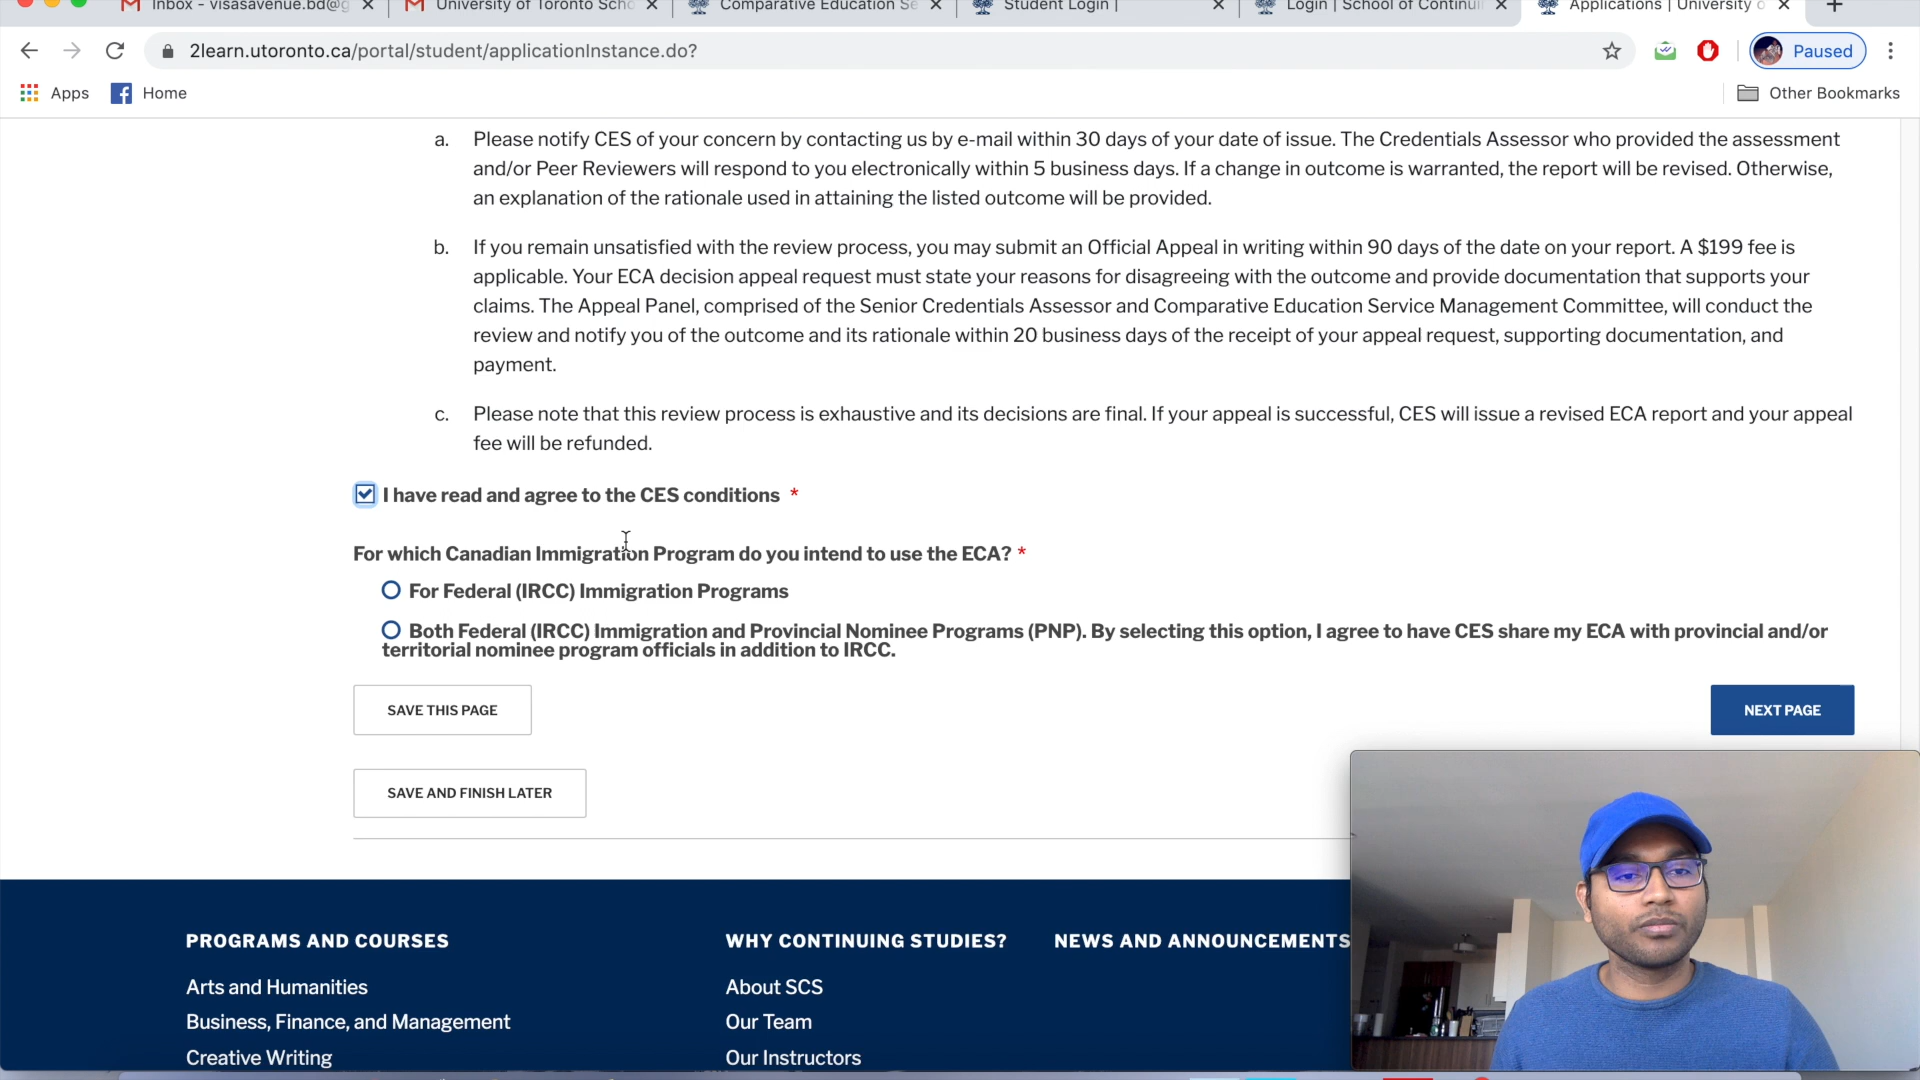 Inbox - visasavenue.bd@g
University of Toronto Scho
Comparative Education Se
Student Login |
Login | School of Continui
Applications | University o
2learn.utoronto.ca/portal/student/applicationInstance.do?
Paused
Apps
Home
Other Bookmarks
a. Please notify CES of your concern by contacting us by e-mail within 30 days of your date of issue. The Credentials Assessor who provided the assessment
and/or Peer Reviewers will respond to you electronically within 5 business days. If a change in outcome is warranted, the report will be revised. Otherwise,
an explanation of the rationale used in attaining the listed outcome will be provided.
b. If you remain unsatisfied with the review process, you may submit an Official Appeal in writing within 90 days of the date on your report. A $199 fee is
applicable. Your ECA decision appeal request must state your reasons for disagreeing with the outcome and provide documentation that supports your
claims. The Appeal Panel, comprised of the Senior Credentials Assessor and Comparative Education Service Management Committee, will conduct the
review and notify you of the outcome and its rationale within 20 business days of the receipt of your appeal request, supporting documentation, and
payment.
c. Please note that this review process is exhaustive and its decisions are final. If your appeal is successful, CES will issue a revised ECA report and your appeal
fee will be refunded.
I have read and agree to the CES conditions *
For which Canadian Immigration Program do you intend to use the ECA? *
For Federal (IRCC) Immigration Programs
Both Federal (IRCC) Immigration and Provincial Nominee Programs (PNP). By selecting this option, I agree to have CES share my ECA with provincial and/or
territorial nominee program officials in addition to IRCC.
SAVE THIS PAGE
NEXT PAGE
SAVE AND FINISH LATER
PROGRAMS AND COURSES
WHY CONTINUING STUDIES?
NEWS AND ANNOUNCEMENTS
Arts and Humanities
About SCS
Business, Finance, and Management
Our Team
Creative Writing
Our Instructors